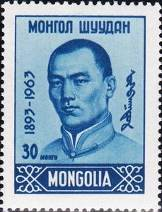 МОНГОЛ ШУУДАН
1893-1963
30 МӨНГӨ
MONGOLIA